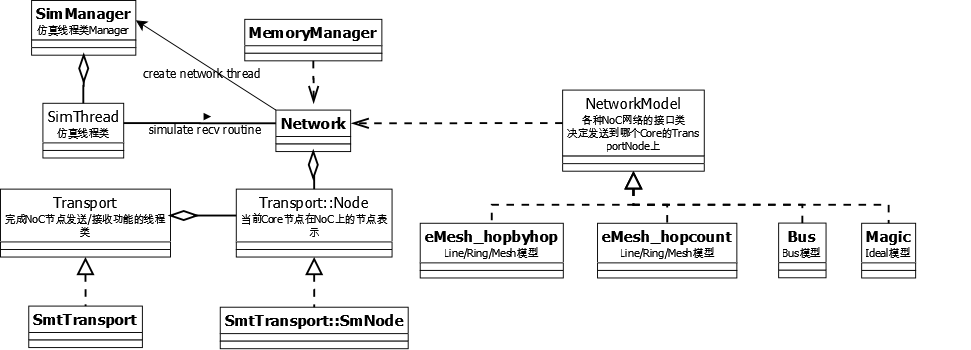 SimManager
仿真线程类Manager
MemoryManager
create network thread
NetworkModel
各种NoC网络的接口类
决定发送到哪个Core的Trans
portNode上
SimThread
仿真线程类
simulate recv routine
Network
Transport
完成NoC节点发送/接收功能的线程
类
Transport::Node
当前Core节点在NoC上的节点表
示
eMesh_hopbyhop
Line/Ring/Mesh模型
eMesh_hopcount
Line/Ring/Mesh模型
Bus
Bus模型
Magic
Ideal模型
SmtTransport
SmtTransport::SmNode